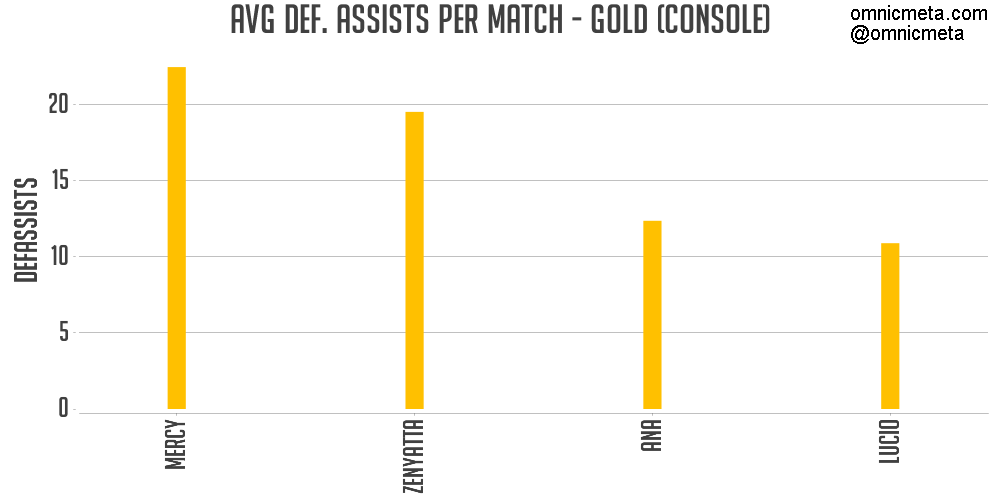 AVG DEF. ASSISTS PER MATCH - GOLD (CONSOLE)
omnicmeta.com
@omnicmeta
DEFASSISTS
20
15
10
5
0
MERCY
ZENYATTA
ANA
LUCIO